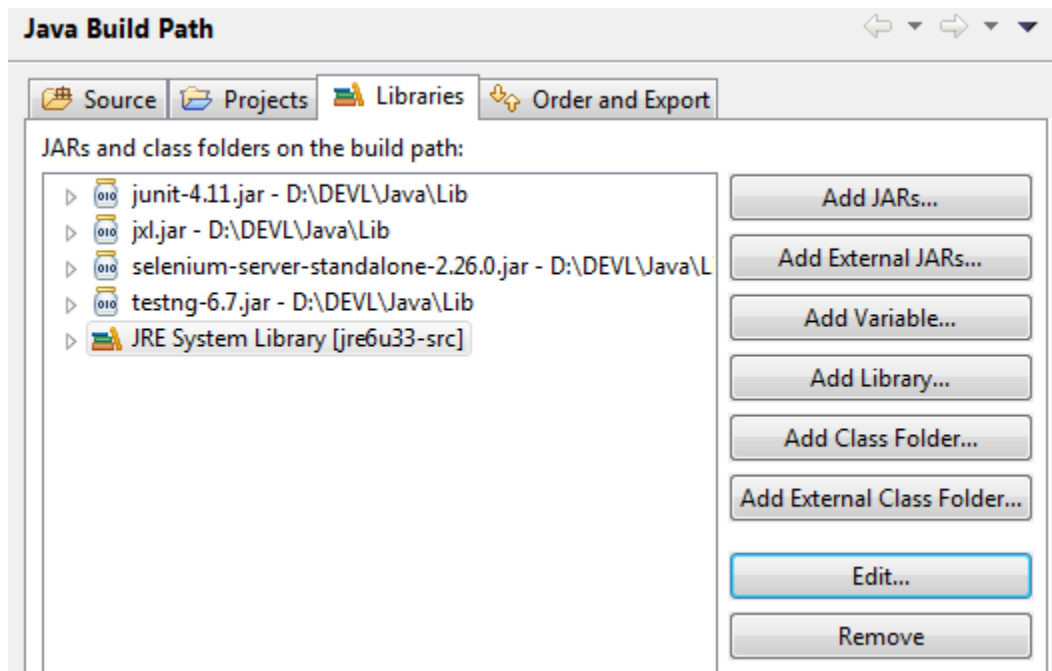 Java Build Path
Source Projects Libraries Order and Export
JARs and class folders on the build path:
junit-4.11.jar - D:\DEVL\Java\Lib
jxl.jar - D:\DEVL\Java\Lib
selenium-server-standalone-2.26.0.jar - D:\DEVL\Java\L
testng-6.7.jar - D:\DEVL\Java\Lib
JRE System Library [jre6u33-src]
Add JARs...
Add External JARs...
Add Variable...
Add Library...
Add Class Folder...
Add External Class Folder...
Edit...
Remove